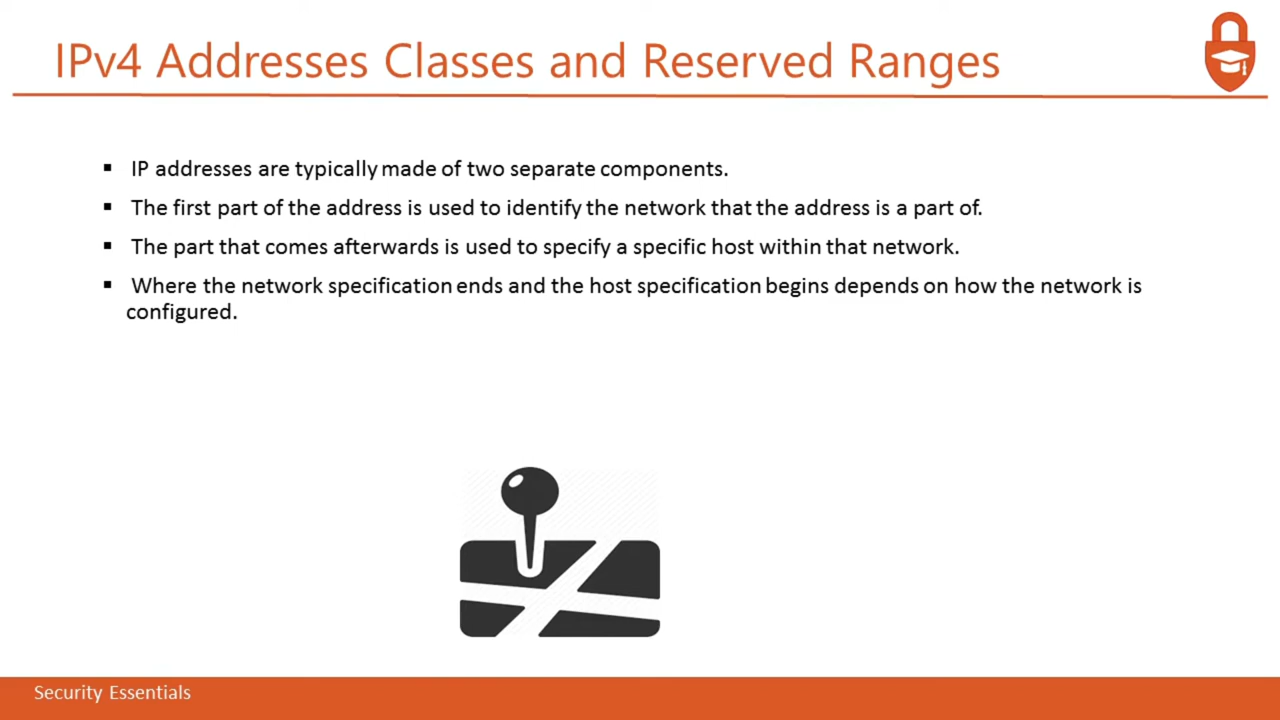 IPv4 Addresses Classes and Reserved Ranges
▪ IP addresses are typically made of two separate components.
▪ The first part of the address is used to identify the network that the address is a part of.
▪ The part that comes afterwards is used to specify a specific host within that network.
▪ Where the network specification ends and the host specification begins depends on how the network is
configured.
Security Essentials